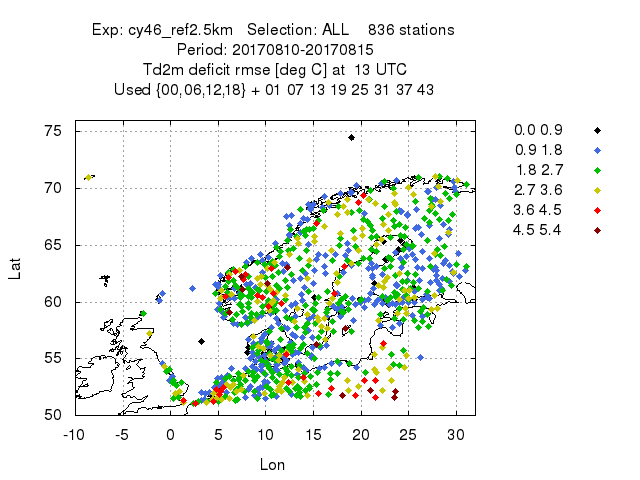 Exp: cy46_ref2.5km   Selection: ALL    836 stations
Period: 20170810-20170815
Td2m deficit rmse [deg C] at  13 UTC
Used {00,06,12,18} + 01 07 13 19 25 31 37 43
0.0 0.9
0.9 1.8
1.8 2.7
2.7 3.6
3.6 4.5
4.5 5.4
75
70
65
60
55
50
Lat
-10 -5 0 5 10 15 20 25 30
Lon